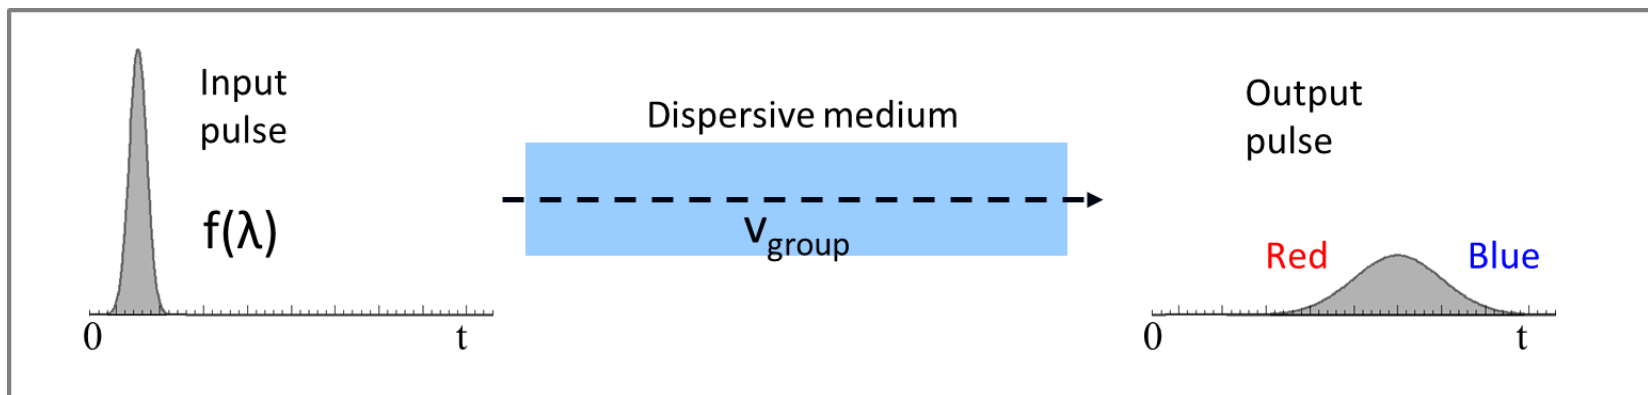 Input
pulse
f(λ)
0
t
Dispersive medium
vgroup
Output
pulse
Red
Blue
0
t